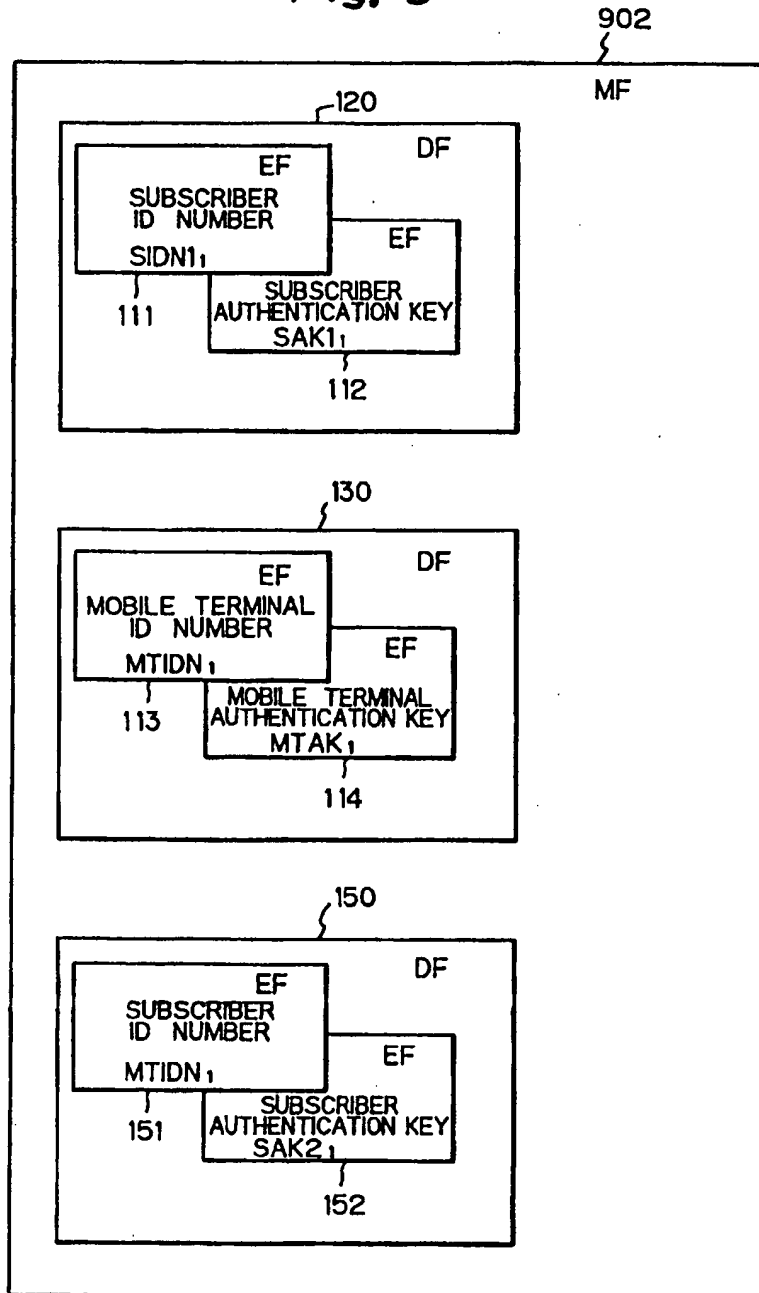 902
MF
120
DF
EF
SUBSCRIBER
ID NUMBER
SIDN1₁
111
EF
SUBSCRIBER
AUTHENTICATION KEY
SAK1₁
112
130
DF
EF
MOBILE TERMINAL
ID NUMBER
MTIDN₁
113
EF
MOBILE TERMINAL
AUTHENTICATION KEY
MTAK₁
114
150
DF
EF
SUBSCRIBER
ID NUMBER
MTIDN₁
151
EF
SUBSCRIBER
AUTHENTICATION KEY
SAK2₁
152